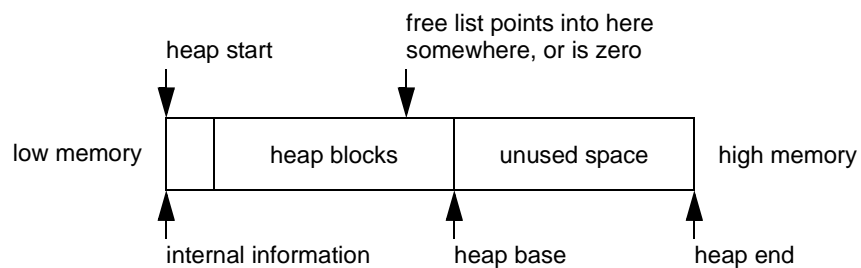 free list points into here
somewhere, or is zero
heap start
low memory
heap blocks
unused space
high memory
internal information
heap base
heap end